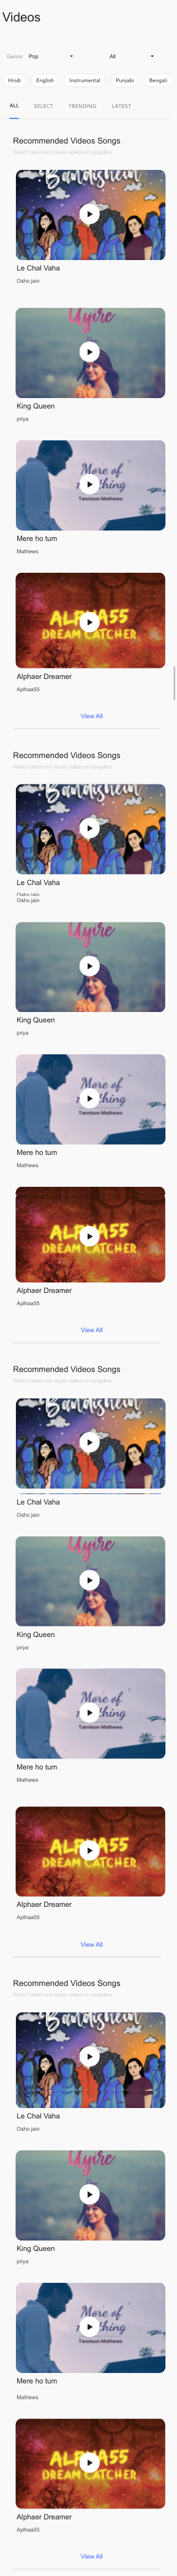 Videos
Genre: Pop All
Hindi English Instrumental Punjabi Bengali
ALL SELECT TRENDING LATEST
Recommended Videos Songs
Watch latest rock music videos on songdew
Bandishein
Le Chal Vaha
Osho jain
Uyire
King Queen
priya
More of
nothing
Tannison Mathews
Mere ho tum
Mathews
ALPHA55
DREAM CATCHER
Alphaer Dreamer
Aplhaa55
View All
Recommended Videos Songs
Watch latest rock music videos on songdew
Bandishein
Le Chal Vaha
Osho jain
Osho jain
Uyire
King Queen
priya
More of
nothing
Tannison Mathews
Mere ho tum
Mathews
ALPHA55
DREAM CATCHER
Alphaer Dreamer
Aplhaa55
View All
Recommended Videos Songs
Watch latest rock music videos on songdew
Bandishein
Le Chal Vaha
Osho jain
Uyire
King Queen
priya
More of
nothing
Tannison Mathews
Mere ho tum
Mathews
ALPHA55
DREAM CATCHER
Alphaer Dreamer
Aplhaa55
View All
Recommended Videos Songs
Watch latest rock music videos on songdew
Bandishein
Le Chal Vaha
Osho jain
Uyire
King Queen
priya
More of
nothing
Tannison Mathews
Mere ho tum
Mathews
ALPHA55
DREAM CATCHER
Alphaer Dreamer
Aplhaa55
View All